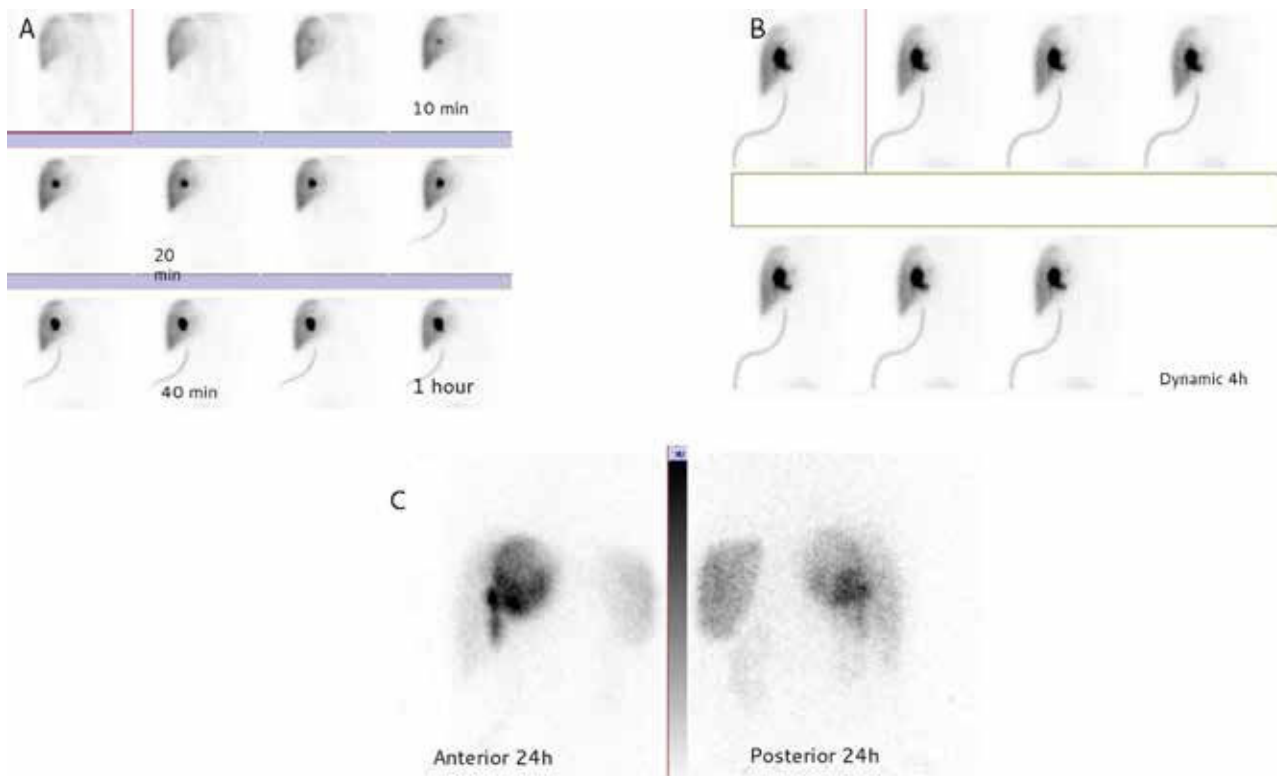 A
10 min
20
min
40 min
1 hour
B
Dynamic 4h
C
Anterior 24h
Posterior 24h